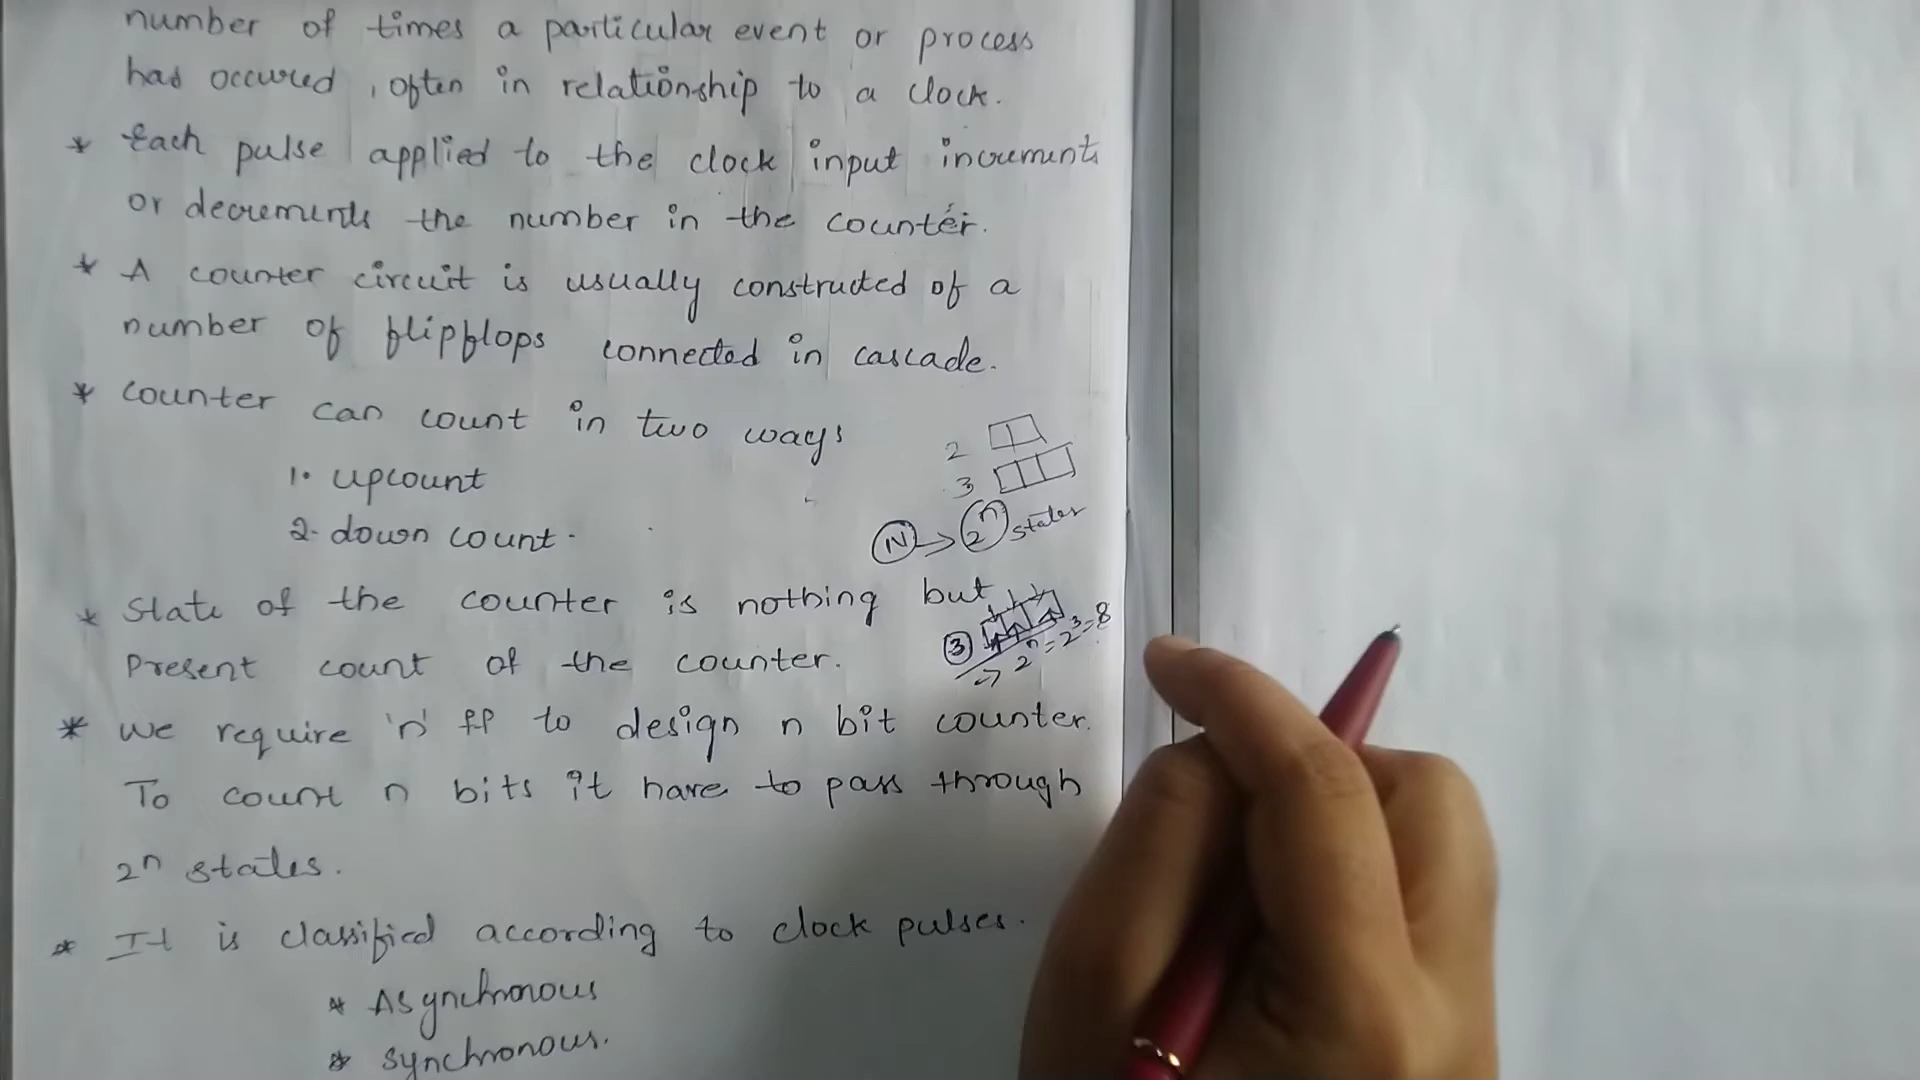 number of times a particular event or process
has occured, often in relationship to a clock.
* Each pulse applied to the clock input increments
or decrements the number in the counter.
* A counter circuit is usually constructed of a
number of flipflops connected in cascade.
* counter can count in two ways
1. upcount
2. down count.
2
3
N → 2^n states
* State of the counter is nothing but
Present count of the counter.
3
→ 2^n = 2^3 = 8
* We require 'n' ff to design n bit counter.
To count n bits it have to pass through
2^n states.
* It is classified according to clock pulses.
* Asynchronous
* synchronous.